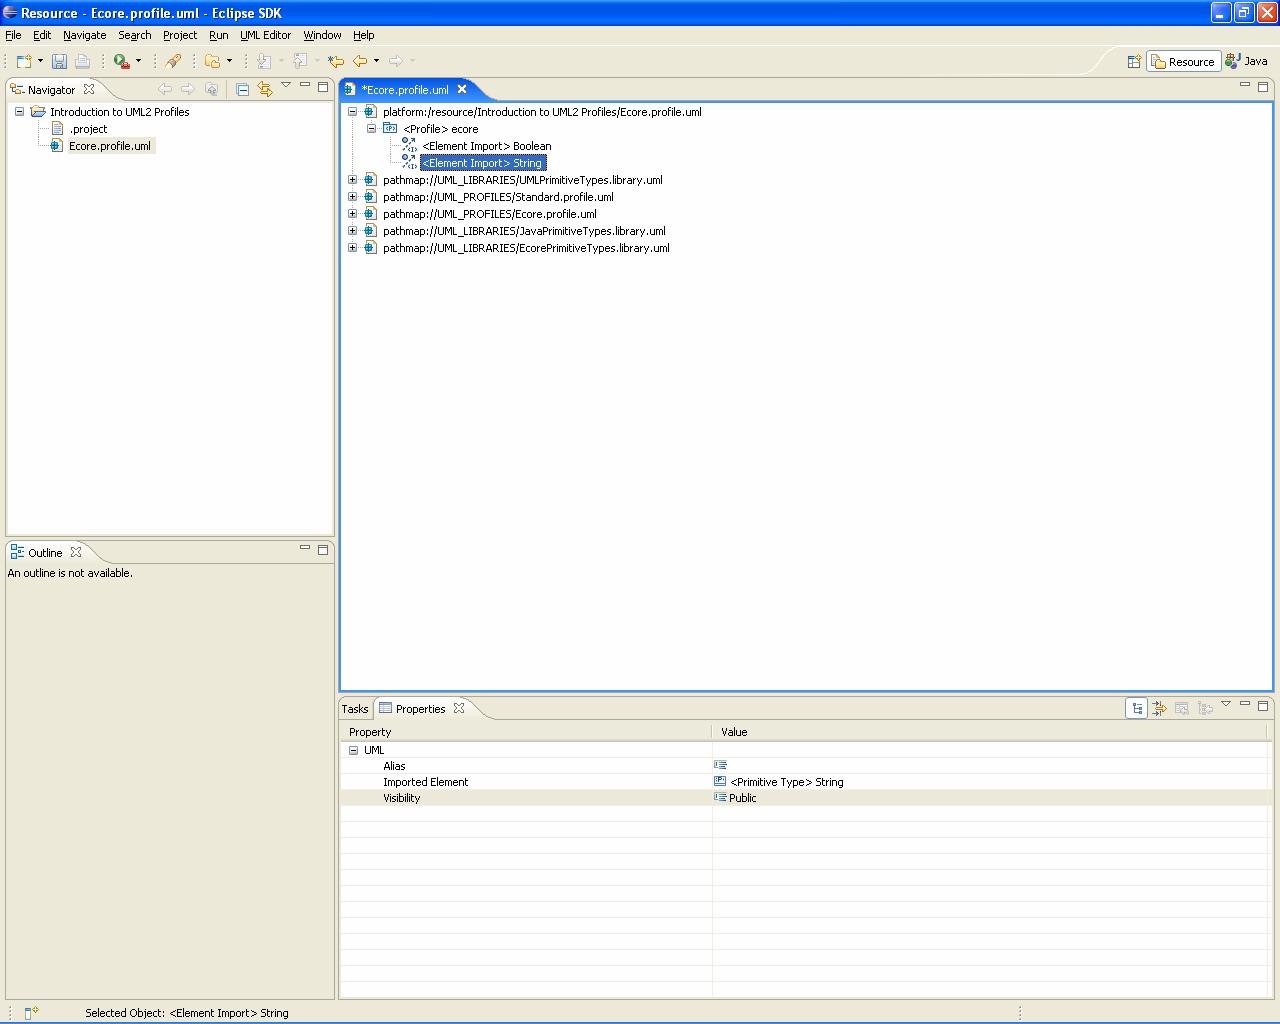 Resource - Ecore.profile.uml - Eclipse SDK
File Edit Navigate Search Project Run UML Editor Window Help
Resource Java
Navigator
Introduction to UML2 Profiles
.project
Ecore.profile.uml
*Ecore.profile.uml
platform:/resource/Introduction to UML2 Profiles/Ecore.profile.uml
<Profile> ecore
<Element Import> Boolean
<Element Import> String
pathmap://UML_LIBRARIES/UMLPrimitiveTypes.library.uml
pathmap://UML_PROFILES/Standard.profile.uml
pathmap://UML_PROFILES/Ecore.profile.uml
pathmap://UML_LIBRARIES/JavaPrimitiveTypes.library.uml
pathmap://UML_LIBRARIES/EcorePrimitiveTypes.library.uml
Outline
An outline is not available.
Tasks Properties
Property Value
UML
Alias
Imported Element <Primitive Type> String
Visibility Public
Selected Object: <Element Import> String